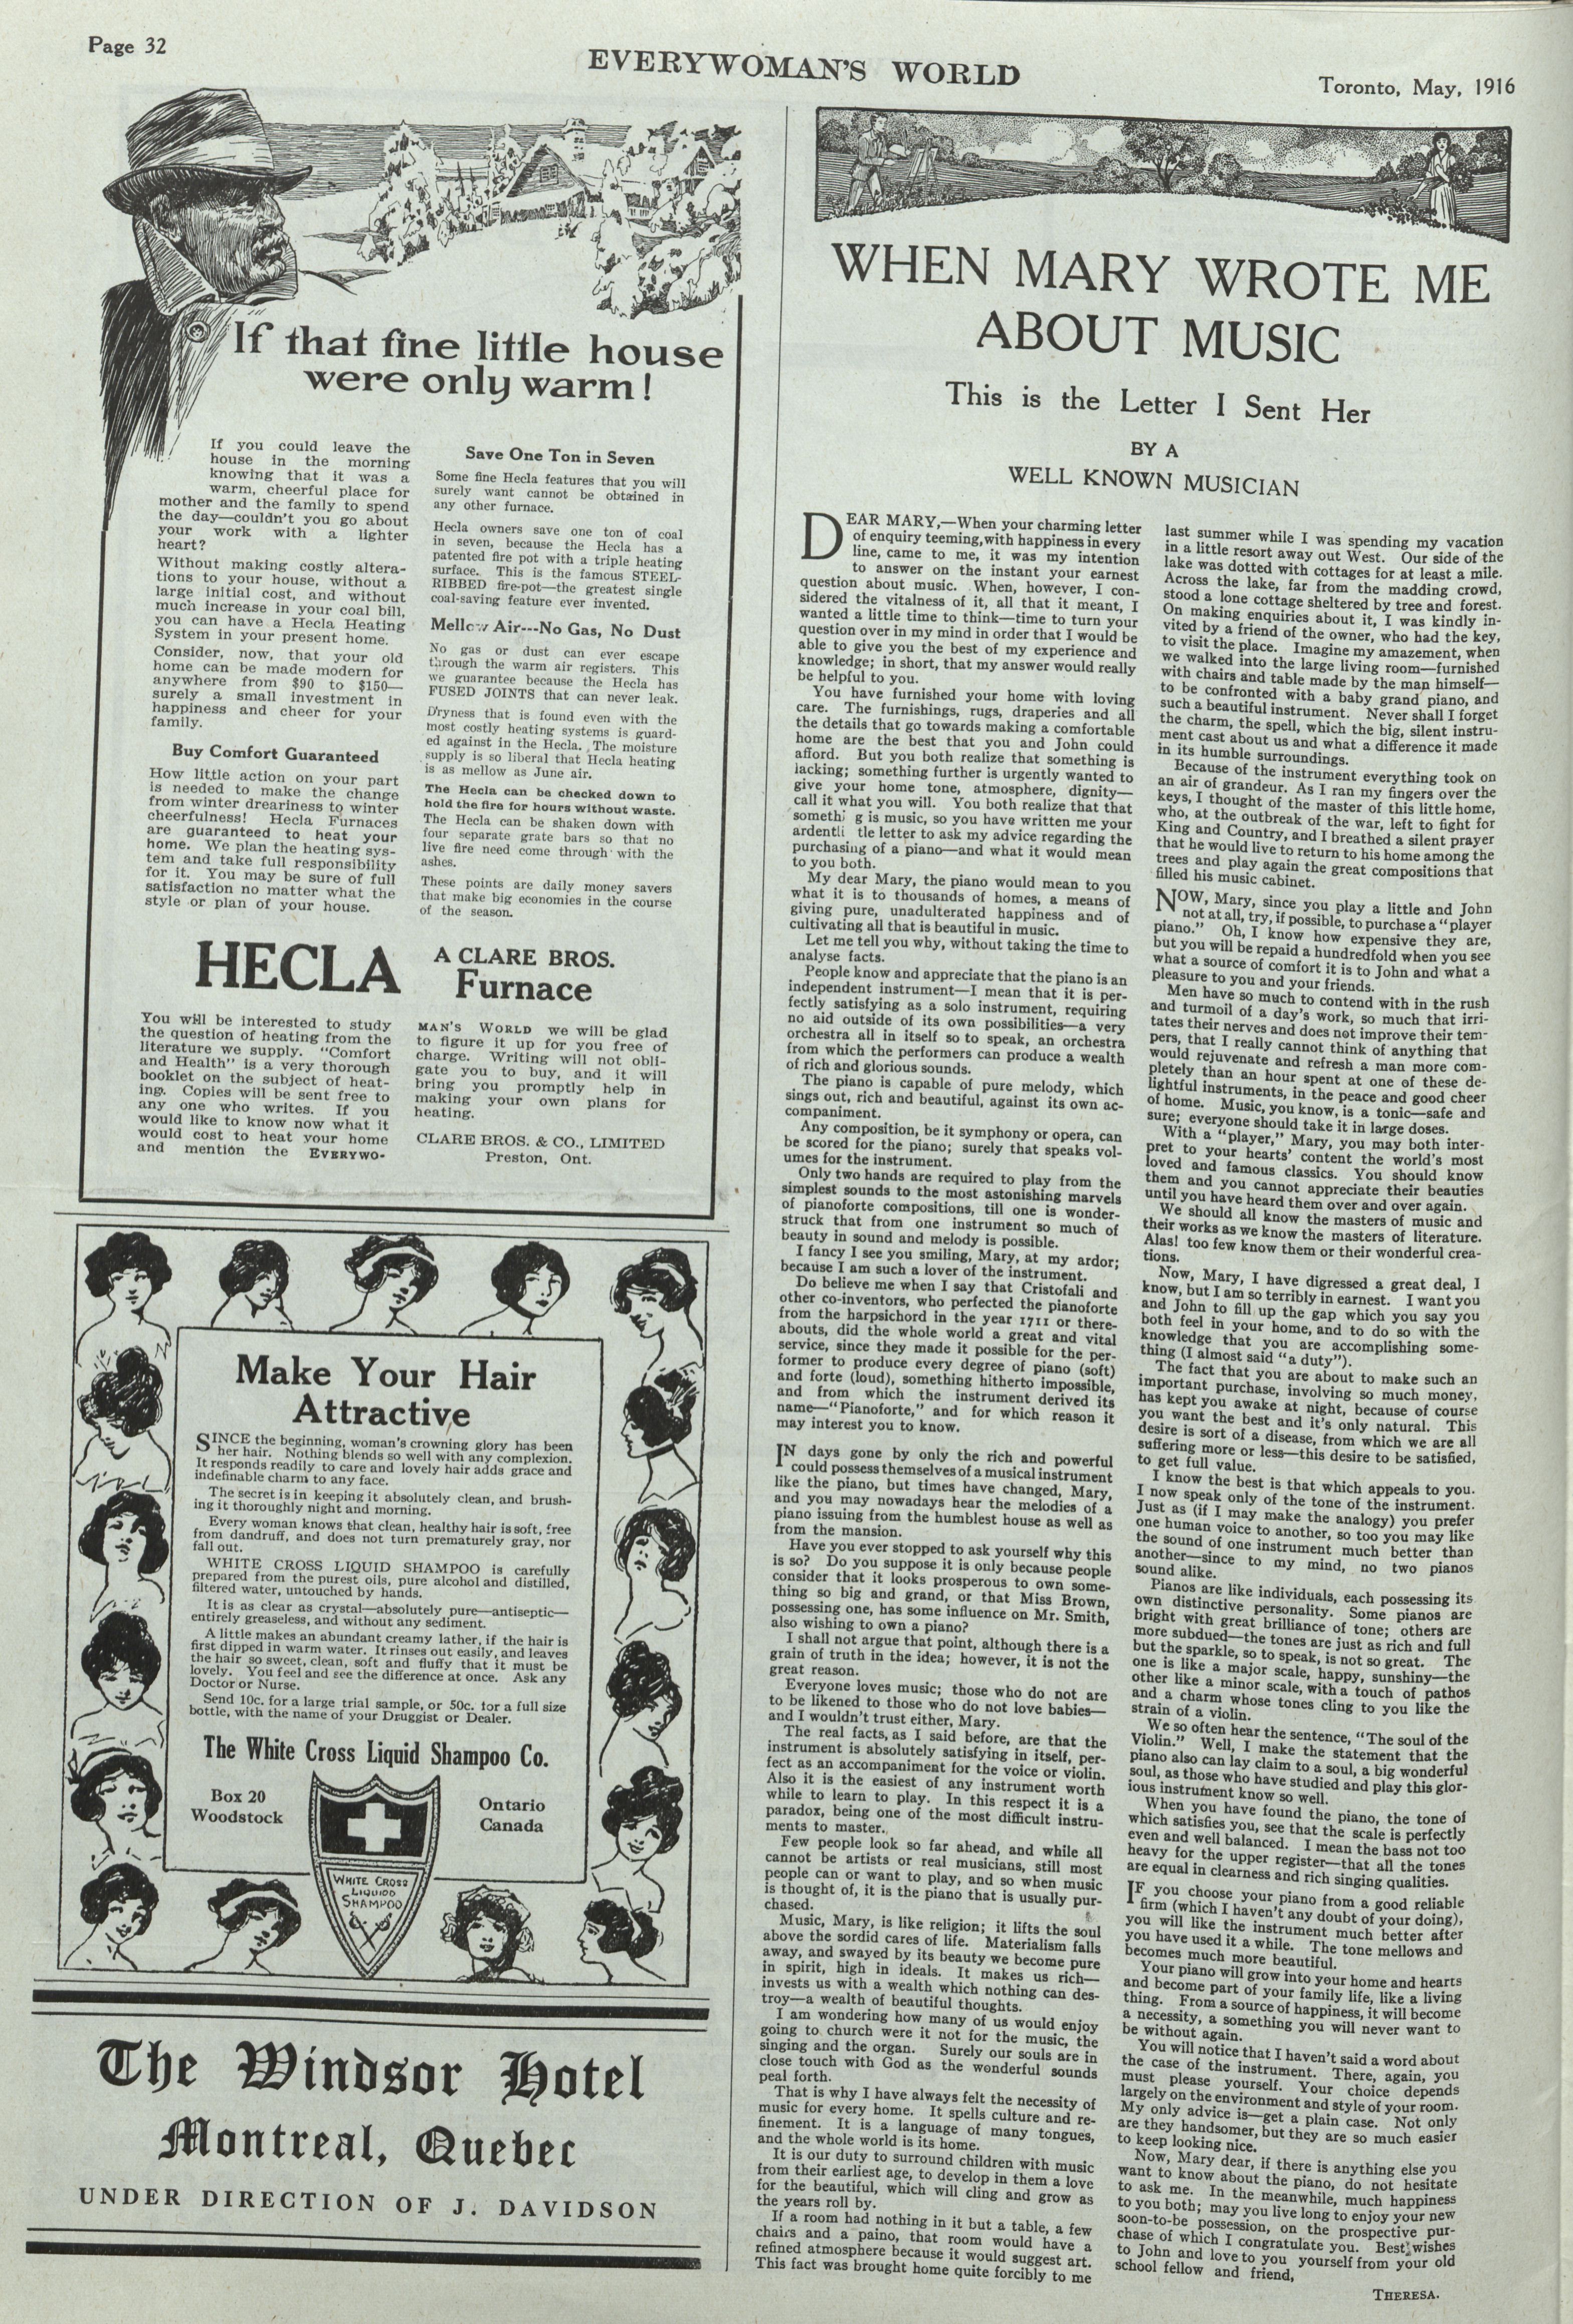 Page 32
EVERYWOMAN'S WORLD
Toronto, May, 1916
If that fine little house
were only warm!
If you could leave the
house in the morning
knowing that it was a
warm, cheerful place for
mother and the family to spend
the day—couldn't you go about
your work with a lighter
heart?
Without making costly altera-
tions to your house, without a
large initial cost, and without
much increase in your coal bill,
you can have a Hecla Heating
System in your present home.
Consider, now, that your old
home can be made modern for
anywhere from $90 to $150—
surely a small investment in
happiness and cheer for your
family.
Buy Comfort Guaranteed
How little action on your part
is needed to make the change
from winter dreariness to winter
cheerfulness! Hecla Furnaces
are guaranteed to heat your
home. We plan the heating sys-
tem and take full responsibility
for it. You may be sure of full
satisfaction no matter what the
style or plan of your house.
Save One Ton in Seven
Some fine Hecla features that you will
surely want cannot be obtained in
any other furnace.
Hecla owners save one ton of coal
in seven, because the Hecla has a
patented fire pot with a triple heating
surface. This is the famous STEEL-
RIBBED fire-pot—the greatest single
coal-saving feature ever invented.
Mellow Air---No Gas, No Dust
No gas or dust can ever escape
through the warm air registers. This
we guarantee because the Hecla has
FUSED JOINTS that can never leak.
Dryness that is found even with the
most costly heating systems is guard-
ed against in the Hecla. The moisture
supply is so liberal that Hecla heating
is as mellow as June air.
The Hecla can be checked down to
hold the fire for hours without waste.
The Hecla can be shaken down with
four separate grate bars so that no
live fire need come through with the
ashes.
These points are daily money savers
that make big economies in the course
of the season.
HECLA
A CLARE BROS.
Furnace
You will be interested to study
the question of heating from the
literature we supply. "Comfort
and Health" is a very thorough
booklet on the subject of heat-
ing. Copies will be sent free to
any one who writes. If you
would like to know now what it
would cost to heat your home
and mention the EVERYWO-
MAN'S WORLD we will be glad
to figure it up for you free of
charge. Writing will not obli-
gate you to buy, and it will
bring you promptly help in
making your own plans for
heating.
CLARE BROS. & CO., LIMITED
Preston, Ont.
Make Your Hair
Attractive
SINCE the beginning, woman's crowning glory has been
her hair. Nothing blends so well with any complexion.
It responds readily to care and lovely hair adds grace and
indefinable charm to any face.
The secret is in keeping it absolutely clean, and brush-
ing it thoroughly night and morning.
Every woman knows that clean, healthy hair is soft, free
from dandruff, and does not turn prematurely gray, nor
fall out.
WHITE CROSS LIQUID SHAMPOO is carefully
prepared from the purest oils, pure alcohol and distilled,
filtered water, untouched by hands.
It is as clear as crystal—absolutely pure—antiseptic—
entirely greaseless, and without any sediment.
A little makes an abundant creamy lather, if the hair is
first dipped in warm water. It rinses out easily, and leaves
the hair so sweet, clean, soft and fluffy that it must be
lovely. You feel and see the difference at once. Ask any
Doctor or Nurse.
Send 10c. for a large trial sample, or 50c. for a full size
bottle, with the name of your Druggist or Dealer.
The White Cross Liquid Shampoo Co.
Box 20
Woodstock
Ontario
Canada
WHITE CROSS
LIQUID
SHAMPOO
The Windsor Hotel
Montreal, Quebec
UNDER DIRECTION OF J. DAVIDSON
WHEN MARY WROTE ME
ABOUT MUSIC
This is the Letter I Sent Her
BY A
WELL KNOWN MUSICIAN
DEAR MARY,—When your charming letter
of enquiry teeming, with happiness in every
line, came to me, it was my intention
to answer on the instant your earnest
question about music. When, however, I con-
sidered the vitalness of it, all that it meant, I
wanted a little time to think—time to turn your
question over in my mind in order that I would be
able to give you the best of my experience and
knowledge; in short, that my answer would really
be helpful to you.
You have furnished your home with loving
care. The furnishings, rugs, draperies and all
the details that go towards making a comfortable
home are the best that you and John could
afford. But you both realize that something is
lacking; something further is urgently wanted to
give your home tone, atmosphere, dignity—
call it what you will. You both realize that that
somethi g is music, so you have written me your
ardentli tle letter to ask my advice regarding the
purchasing of a piano—and what it would mean
to you both.
My dear Mary, the piano would mean to you
what it is to thousands of homes, a means of
giving pure, unadulterated happiness and of
cultivating all that is beautiful in music.
Let me tell you why, without taking the time to
analyse facts.
People know and appreciate that the piano is an
independent instrument—I mean that it is per-
fectly satisfying as a solo instrument, requiring
no aid outside of its own possibilities—a very
orchestra all in itself so to speak, an orchestra
from which the performers can produce a wealth
of rich and glorious sounds.
The piano is capable of pure melody, which
sings out, rich and beautiful, against its own ac-
companiment.
Any composition, be it symphony or opera, can
be scored for the piano; surely that speaks vol-
umes for the instrument.
Only two hands are required to play from the
simplest sounds to the most astonishing marvels
of pianoforte compositions, till one is wonder-
struck that from one instrument so much of
beauty in sound and melody is possible.
I fancy I see you smiling, Mary, at my ardor;
because I am such a lover of the instrument.
Do believe me when I say that Cristofali and
other co-inventors, who perfected the pianoforte
from the harpsichord in the year 1711 or there-
abouts, did the whole world a great and vital
service, since they made it possible for the per-
former to produce every degree of piano (soft)
and forte (loud), something hitherto impossible,
and from which the instrument derived its
name—"Pianoforte," and for which reason it
may interest you to know.
IN days gone by only the rich and powerful
could possess themselves of a musical instrument
like the piano, but times have changed, Mary,
and you may nowadays hear the melodies of a
piano issuing from the humblest house as well as
from the mansion.
Have you ever stopped to ask yourself why this
is so? Do you suppose it is only because people
consider that it looks prosperous to own some-
thing so big and grand, or that Miss Brown,
possessing one, has some influence on Mr. Smith,
also wishing to own a piano?
I shall not argue that point, although there is a
grain of truth in the idea; however, it is not the
great reason.
Everyone loves music; those who do not are
to be likened to those who do not love babies—
and I wouldn't trust either, Mary.
The real facts, as I said before, are that the
instrument is absolutely satisfying in itself, per-
fect as an accompaniment for the voice or violin.
Also it is the easiest of any instrument worth
while to learn to play. In this respect it is a
paradox, being one of the most difficult instru-
ments to master.
Few people look so far ahead, and while all
cannot be artists or real musicians, still most
people can or want to play, and so when music
is thought of, it is the piano that is usually pur-
chased.
Music, Mary, is like religion; it lifts the soul
above the sordid cares of life. Materialism falls
away, and swayed by its beauty we become pure
in spirit, high in ideals. It makes us rich—
invests us with a wealth which nothing can des-
troy—a wealth of beautiful thoughts.
I am wondering how many of us would enjoy
going to church were it not for the music, the
singing and the organ. Surely our souls are in
close touch with God as the wonderful sounds
peal forth.
That is why I have always felt the necessity of
music for every home. It spells culture and re-
finement. It is a language of many tongues,
and the whole world is its home.
It is our duty to surround children with music
from their earliest age, to develop in them a love
for the beautiful, which will cling and grow as
the years roll by.
If a room had nothing in it but a table, a few
chairs and a paino, that room would have a
refined atmosphere because it would suggest art.
This fact was brought home quite forcibly to me
last summer while I was spending my vacation
in a little resort away out West. Our side of the
lake was dotted with cottages for at least a mile.
Across the lake, far from the madding crowd,
stood a lone cottage sheltered by tree and forest.
On making enquiries about it, I was kindly in-
vited by a friend of the owner, who had the key,
to visit the place. Imagine my amazement, when
we walked into the large living room—furnished
with chairs and table made by the man himself—
to be confronted with a baby grand piano, and
such a beautiful instrument. Never shall I forget
the charm, the spell, which the big, silent instru-
ment cast about us and what a difference it made
in its humble surroundings.
Because of the instrument everything took on
an air of grandeur. As I ran my fingers over the
keys, I thought of the master of this little home,
who, at the outbreak of the war, left to fight for
King and Country, and I breathed a silent prayer
that he would live to return to his home among the
trees and play again the great compositions that
filled his music cabinet.
NOW, Mary, since you play a little and John
not at all, try, if possible, to purchase a "player
piano." Oh, I know how expensive they are,
but you will be repaid a hundredfold when you see
what a source of comfort it is to John and what a
pleasure to you and your friends.
Men have so much to contend with in the rush
and turmoil of a day's work, so much that irri-
tates their nerves and does not improve their tem-
pers, that I really cannot think of anything that
would rejuvenate and refresh a man more com-
pletely than an hour spent at one of these de-
lightful instruments, in the peace and good cheer
of home. Music, you know, is a tonic—safe and
sure; everyone should take it in large doses.
With a "player," Mary, you may both inter-
pret to your hearts' content the world's most
loved and famous classics. You should know
them and you cannot appreciate their beauties
until you have heard them over and over again.
We should all know the masters of music and
their works as we know the masters of literature.
Alas! too few know them or their wonderful crea-
tions.
Now, Mary, I have digressed a great deal, I
know, but I am so terribly in earnest. I want you
and John to fill up the gap which you say you
both feel in your home, and to do so with the
knowledge that you are accomplishing some-
thing (I almost said "a duty").
The fact that you are about to make such an
important purchase, involving so much money,
has kept you awake at night, because of course
you want the best and it's only natural. This
desire is sort of a disease, from which we are all
suffering more or less—this desire to be satisfied,
to get full value.
I know the best is that which appeals to you.
I now speak only of the tone of the instrument.
Just as (if I may make the analogy) you prefer
one human voice to another, so too you may like
the sound of one instrument much better than
another—since to my mind, no two pianos
sound alike.
Pianos are like individuals, each possessing its
own distinctive personality. Some pianos are
bright with great brilliance of tone; others are
more subdued—the tones are just as rich and full
but the sparkle, so to speak, is not so great. The
one is like a major scale, happy, sunshiny—the
other like a minor scale, with a touch of pathos
and a charm whose tones cling to you like the
strain of a violin.
We so often hear the sentence, "The soul of the
Violin." Well, I make the statement that the
piano also can lay claim to a soul, a big wonderful
soul, as those who have studied and play this glor-
ious instrument know so well.
When you have found the piano, the tone of
which satisfies you, see that the scale is perfectly
even and well balanced. I mean the bass not too
heavy for the upper register—that all the tones
are equal in clearness and rich singing qualities.
IF you choose your piano from a good reliable
firm (which I haven't any doubt of your doing),
you will like the instrument much better after
you have used it a while. The tone mellows and
becomes much more beautiful.
Your piano will grow into your home and hearts
and become part of your family life, like a living
thing. From a source of happiness, it will become
a necessity, a something you will never want to
be without again.
You will notice that I haven't said a word about
the case of the instrument. There, again, you
must please yourself. Your choice depends
largely on the environment and style of your room.
My only advice is—get a plain case. Not only
are they handsomer, but they are so much easier
to keep looking nice.
Now, Mary dear, if there is anything else you
want to know about the piano, do not hesitate
to ask me. In the meanwhile, much happiness
to you both; may you live long to enjoy your new
soon-to-be possession, on the prospective pur-
chase of which I congratulate you. Best wishes
to John and love to you yourself from your old
school fellow and friend,
THERESA.